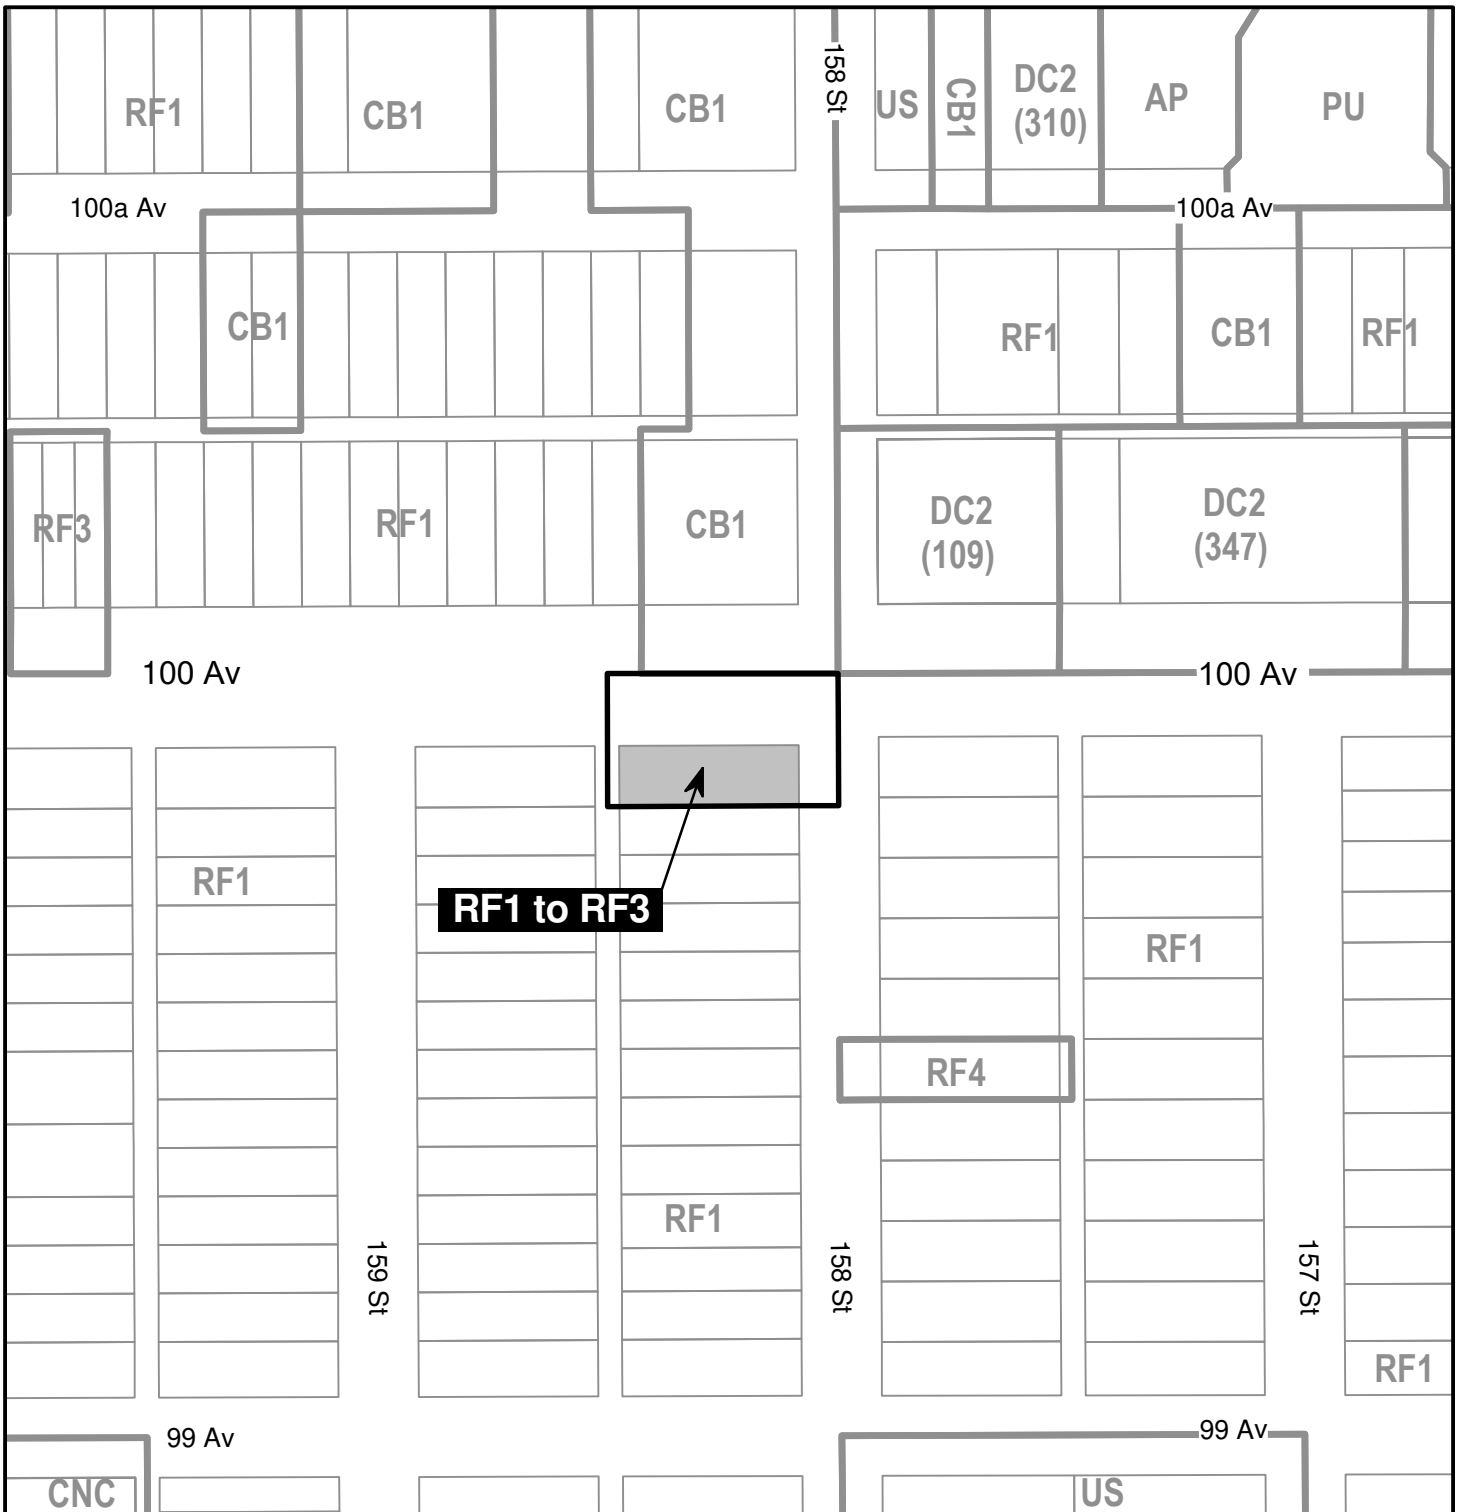 158 St
RF1
CB1
CB1
US
CB1
DC2
(310)
AP
PU
100a Av
100a Av
CB1
RF1
CB1
RF1
RF3
RF1
CB1
DC2
(109)
DC2
(347)
100 Av
100 Av
RF1
RF1 to RF3
RF1
RF4
RF1
159 St
158 St
157 St
RF1
99 Av
99 Av
CNC
US